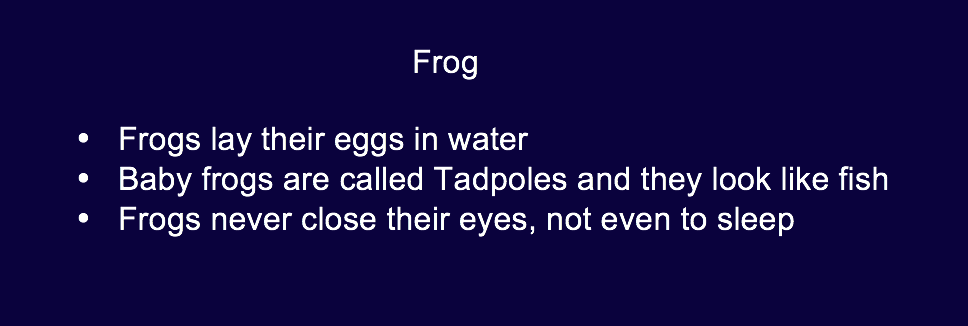 Frog
• Frogs lay their eggs in water
• Baby frogs are called Tadpoles and they look like fish
• Frogs never close their eyes, not even to sleep